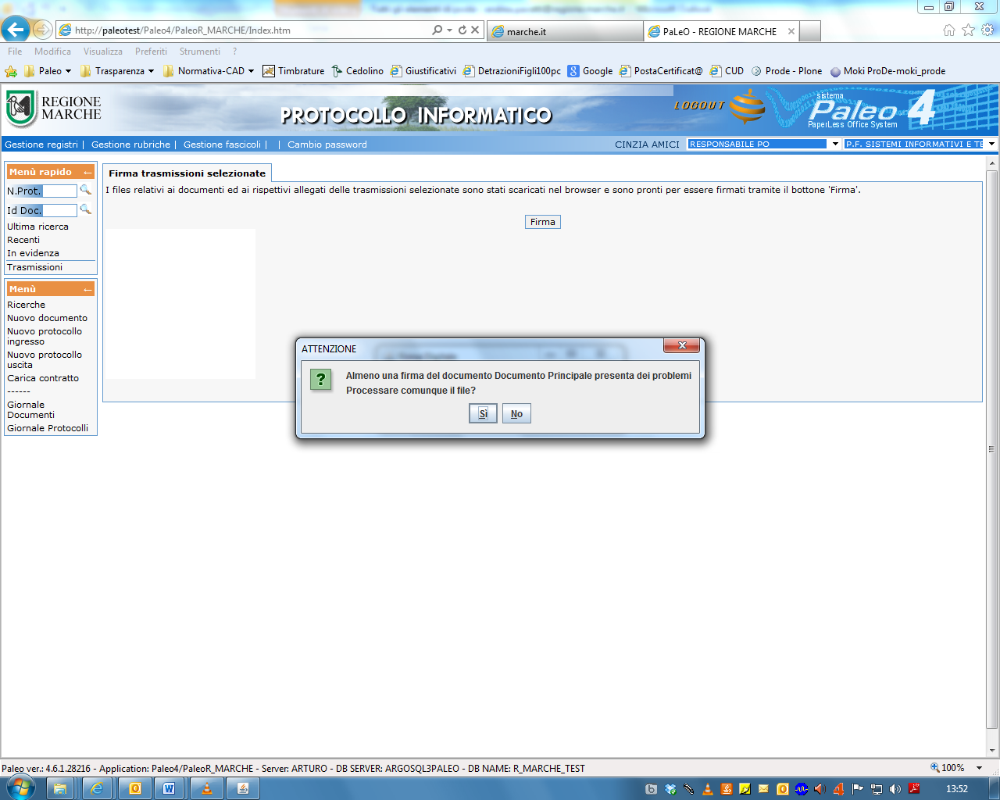 http://paleotest/Paleo4/PaleoR_MARCHE/Index.htm
marche.it
PaLeO - REGIONE MARCHE
File Modifica Visualizza Preferiti Strumenti ?
Paleo Trasparenza Normativa-CAD Timbrature Cedolino Giustificativi DetrazioniFigli100pc Google PostaCertificat@ CUD Prode - Plone Moki ProDe-moki_prode
REGIONE
MARCHE
PROTOCOLLO INFORMATICO
LOGOUT
sistema
Paleo 4
PaperLess Office System
Gestione registri | Gestione rubriche | Gestione fascicoli | | Cambio password
CINZIA AMICI
RESPONSABILE PO
P.F. SISTEMI INFORMATIVI E TE
Menù rapido
N.Prot.
Id Doc.
Ultima ricerca
Recenti
In evidenza
Trasmissioni
Menù
Ricerche
Nuovo documento
Nuovo protocollo
ingresso
Nuovo protocollo
uscita
Carica contratto
------
Giornale
Documenti
Giornale Protocolli
Firma trasmissioni selezionate
I files relativi ai documenti ed ai rispettivi allegati delle trasmissioni selezionate sono stati scaricati nel browser e sono pronti per essere firmati tramite il bottone 'Firma'.
Firma
ATTENZIONE
Almeno una firma del documento Documento Principale presenta dei problemi
Processare comunque il file?
Sì
No
Paleo ver.: 4.6.1.28216 - Application: Paleo4/PaleoR_MARCHE - Server: ARTURO - DB SERVER: ARGOSQL3PALEO - DB NAME: R_MARCHE_TEST
100%
13:52